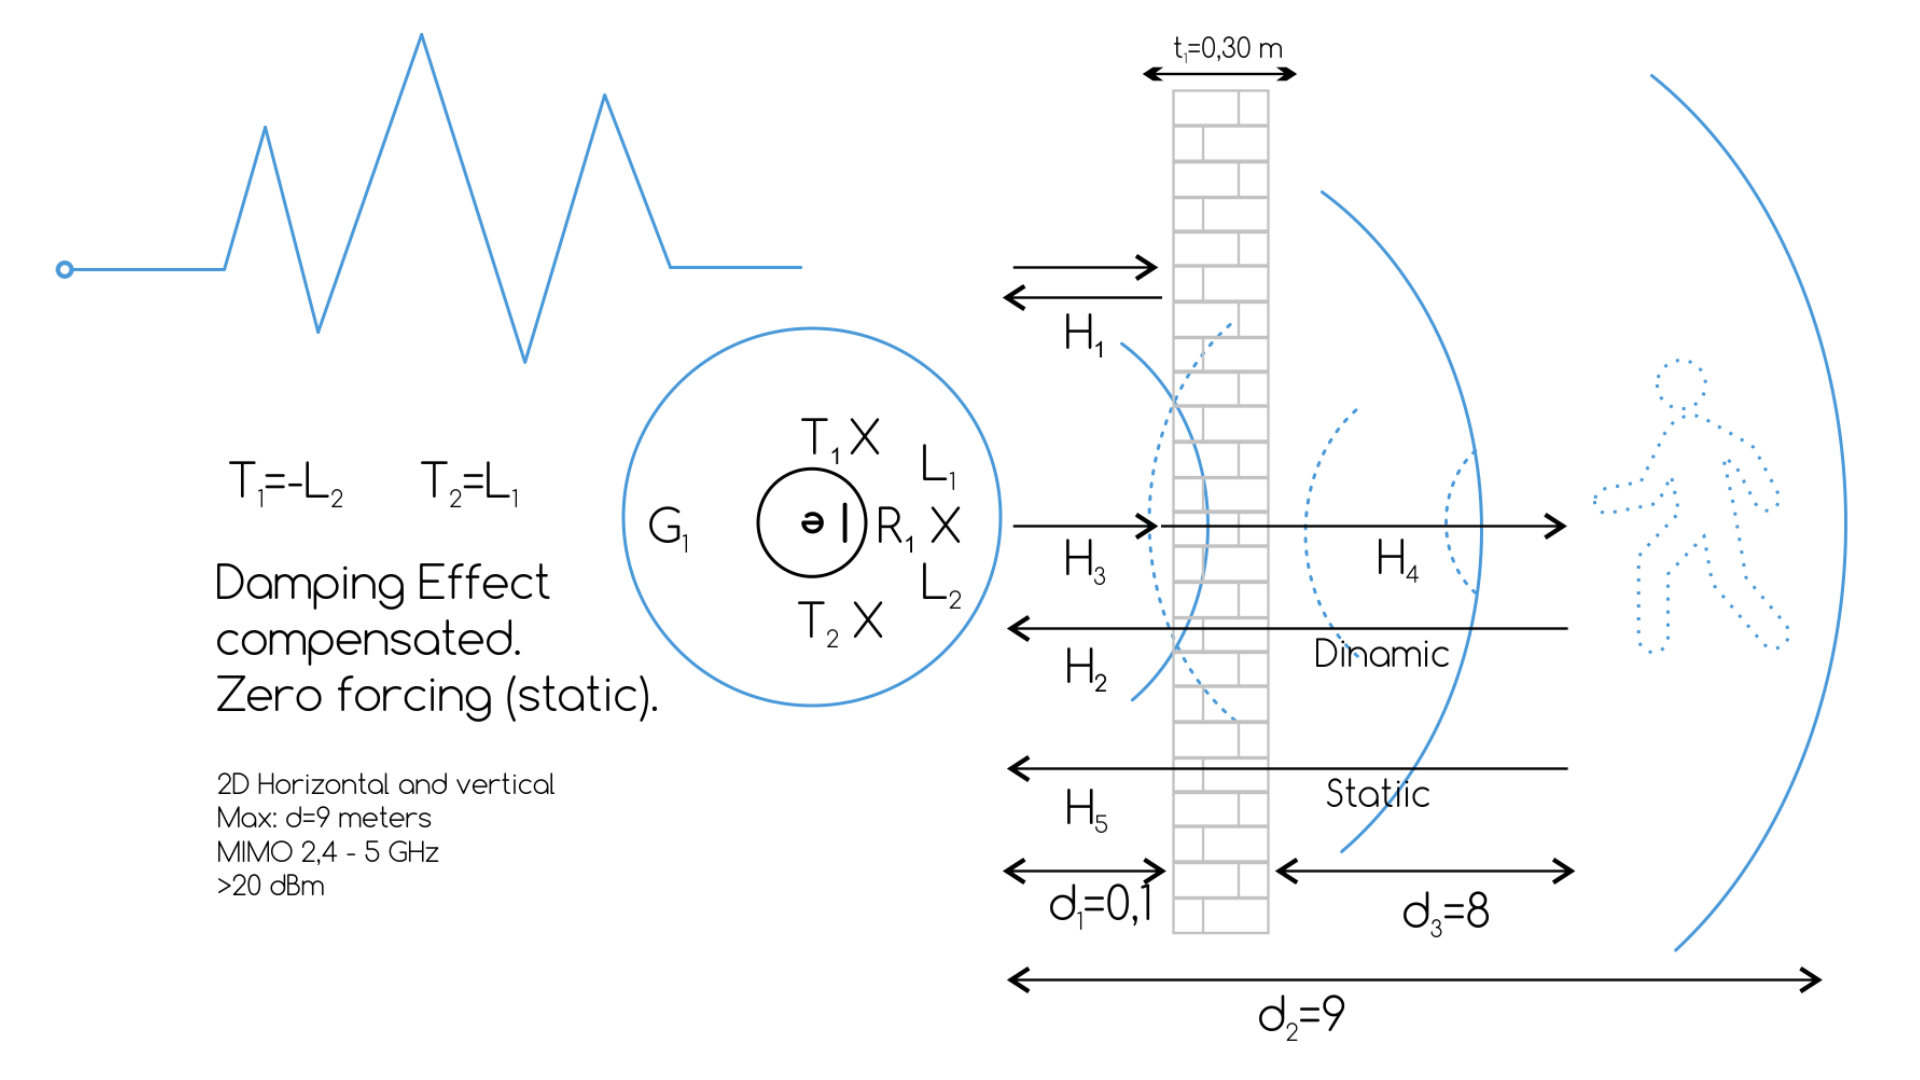 t₁=0,30 m
H₁
T₁=-L₂ T₂=L₁
T₁ X
L₁
G₁
ə | R₁ X
L₂
T₂ X
H₃
H₄
H₂
Dinamic
H₅
Statiic
Damping Effect
compensated.
Zero forcing (static).
2D Horizontal and vertical
Max: d=9 meters
MIMO 2,4 - 5 GHz
>20 dBm
d₁=0,1
d₃=8
d₂=9